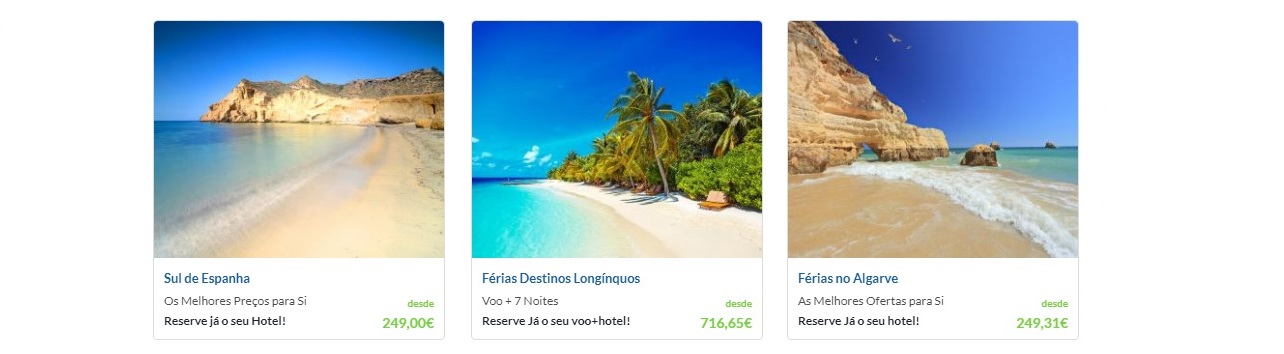 Sul de Espanha
Os Melhores Preços para Si
desde
Reserve já o seu Hotel!
249,00€
Férias Destinos Longínquos
Voo + 7 Noites
desde
Reserve Já o seu voo+hotel!
716,65€
Férias no Algarve
As Melhores Ofertas para Si
desde
Reserve Já o seu hotel!
249,31€